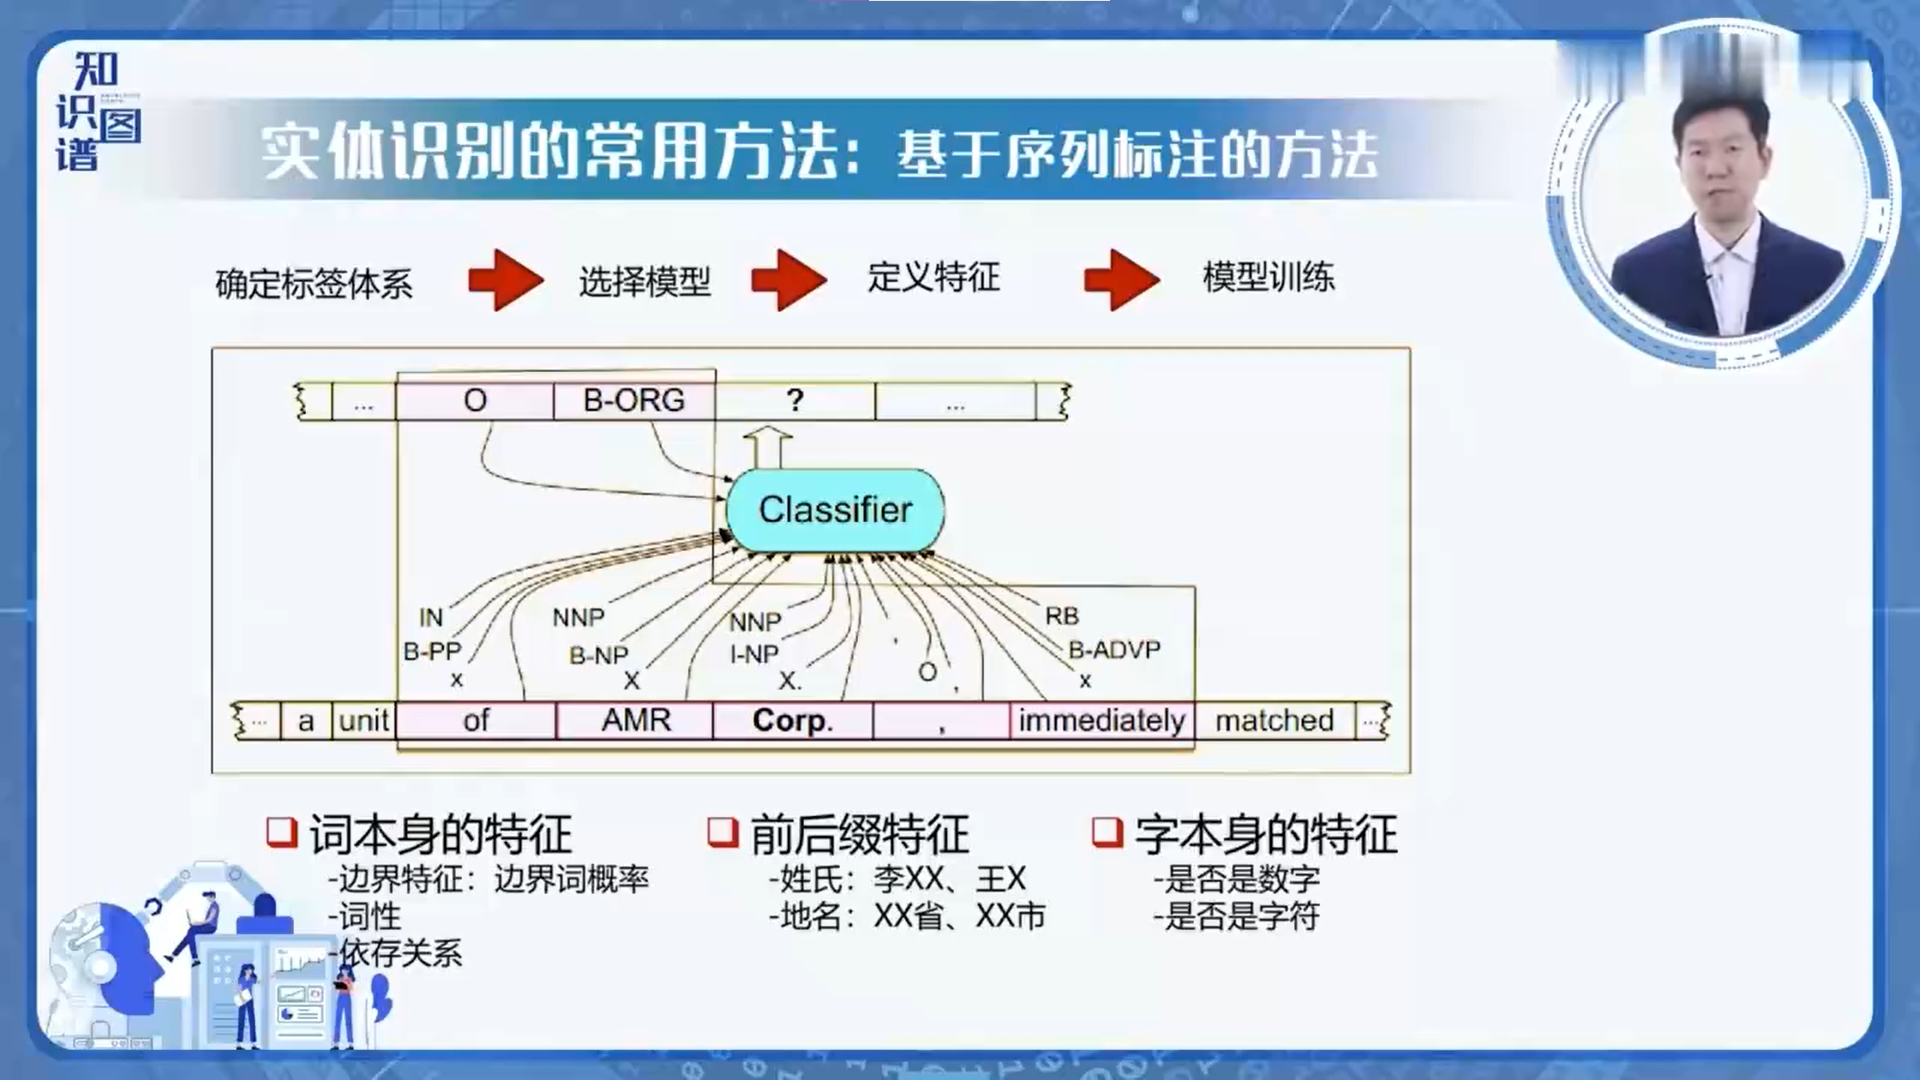 知识图谱
实体识别的常用方法：基于序列标注的方法
确定标签体系 选择模型 定义特征 模型训练
... O B-ORG ? ...
Classifier
IN NNP NNP , RB
B-PP B-NP I-NP O B-ADVP
x X X. , x
... a unit of AMR Corp. , immediately matched ...
词本身的特征
-边界特征：边界词概率
-词性
-依存关系
前后缀特征
-姓氏：李XX、王X
-地名：XX省、XX市
字本身的特征
-是否是数字
-是否是字符